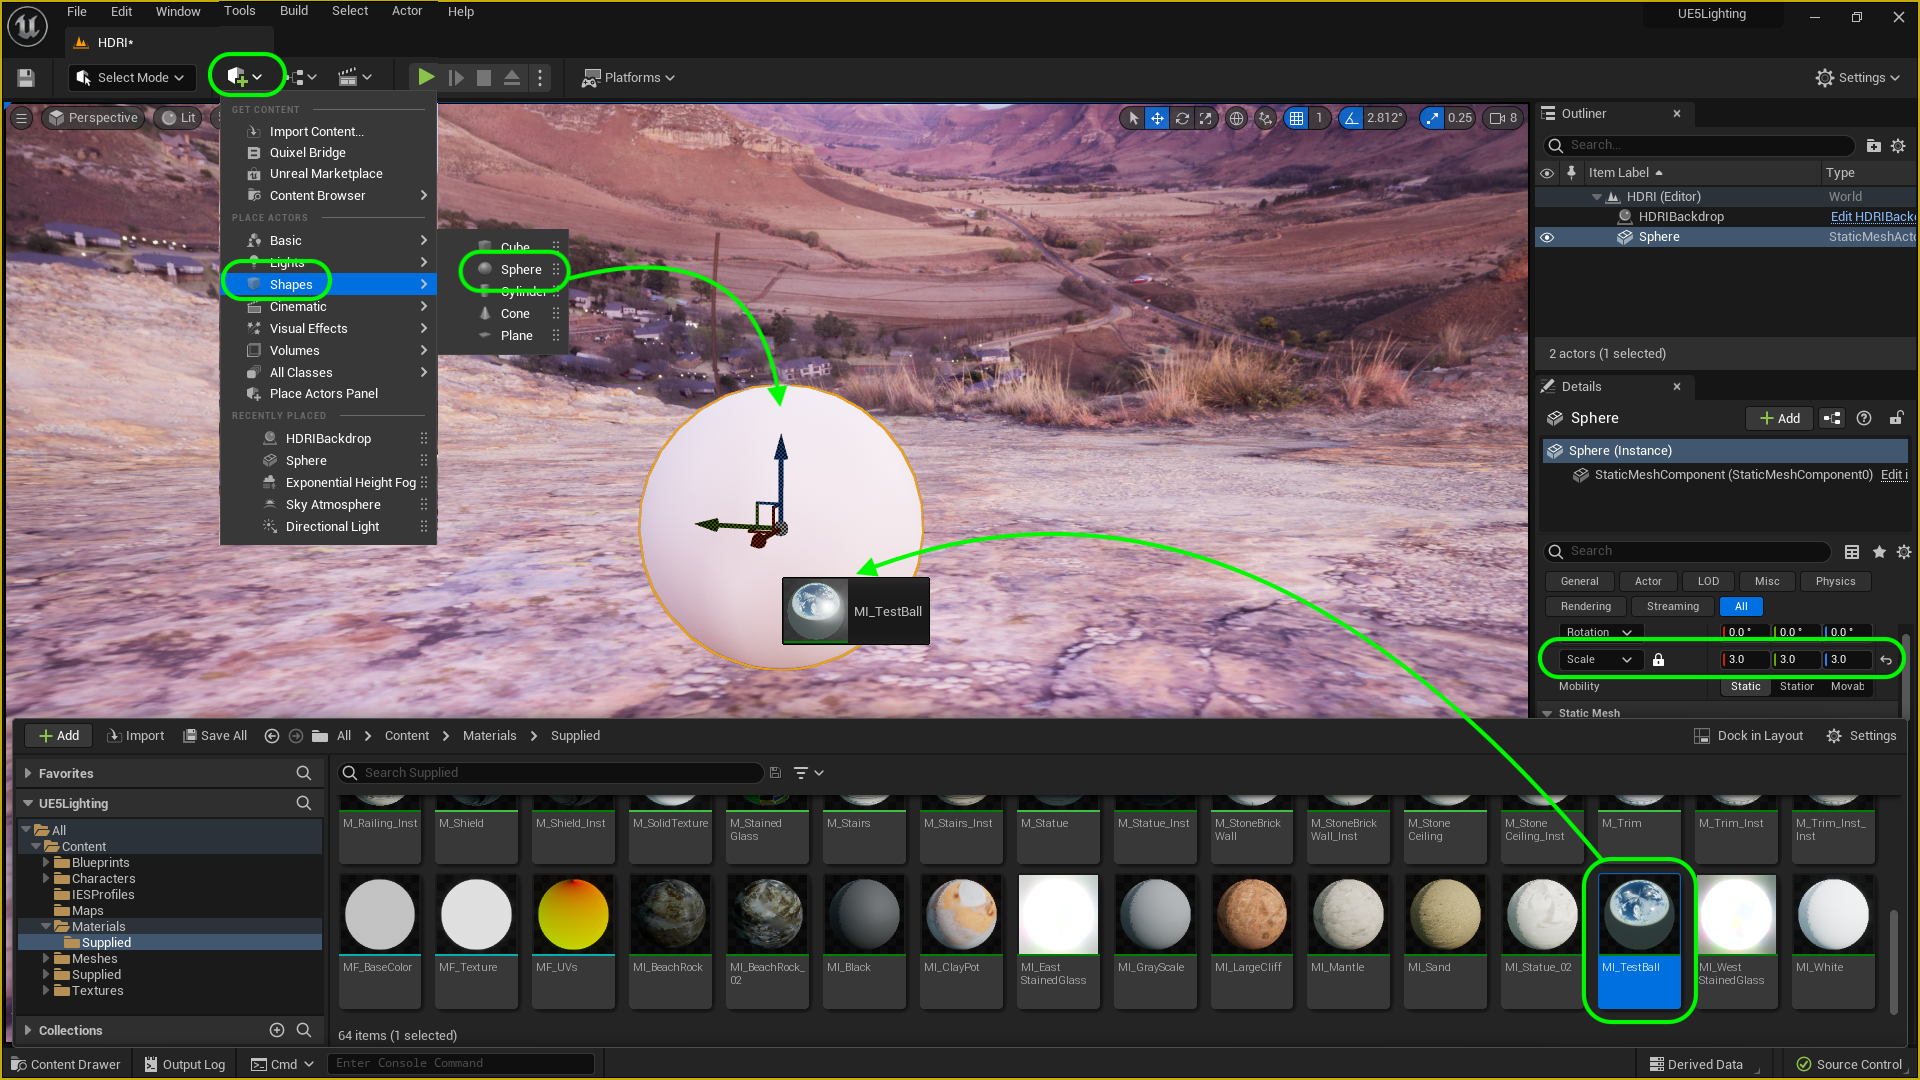 File Edit Window Tools Build Select Actor Help
UE5Lighting
HDRI*
Select Mode
Platforms
Settings
Perspective
Lit
1
2.812°
0.25
8
GET CONTENT
Import Content...
Quixel Bridge
Unreal Marketplace
Content Browser
PLACE ACTORS
Basic
Lights
Shapes
Cinematic
Visual Effects
Volumes
All Classes
Place Actors Panel
RECENTLY PLACED
HDRIBackdrop
Sphere
Exponential Height Fog
Sky Atmosphere
Directional Light
Cube
Sphere
Cylinder
Cone
Plane
MI_TestBall
Outliner
Search...
Item Label Type
HDRI (Editor) World
HDRIBackdrop Edit HDRIBack
Sphere StaticMeshActo
2 actors (1 selected)
Details
Sphere
Add
Sphere (Instance)
StaticMeshComponent (StaticMeshComponent0) Edit i
Search
General Actor LOD Misc Physics
Rendering Streaming All
Rotation 0.0 ° 0.0 ° 0.0 °
Scale 3.0 3.0 3.0
Mobility Static Station Movab
Static Mesh
Add Import Save All All Content Materials Supplied
Dock in Layout Settings
Favorites
UE5Lighting
All
Content
Blueprints
Characters
IESProfiles
Maps
Materials
Supplied
Meshes
Supplied
Textures
Collections
Search Supplied
M_Railing_Inst
M_Shield
M_Shield_Inst
M_SolidTexture
M_Stained
Glass
M_Stairs
M_Stairs_Inst
M_Statue
M_Statue_Inst
M_StoneBrick
Wall
M_StoneBrick
Wall_Inst
M_Stone
Ceiling
M_Stone
Ceiling_Inst
M_Trim
M_Trim_Inst
M_Trim_Inst_
Inst
MF_BaseColor
MF_Texture
MF_UVs
MI_BeachRock
MI_BeachRock_
02
MI_Black
MI_ClayPot
MI_East
StainedGlass
MI_GrayScale
MI_LargeCliff
MI_Mantle
MI_Sand
MI_Statue_02
MI_TestBall
MI_West
StainedGlass
MI_White
64 items (1 selected)
Content Drawer Output Log Cmd Enter Console Command
Derived Data Source Control